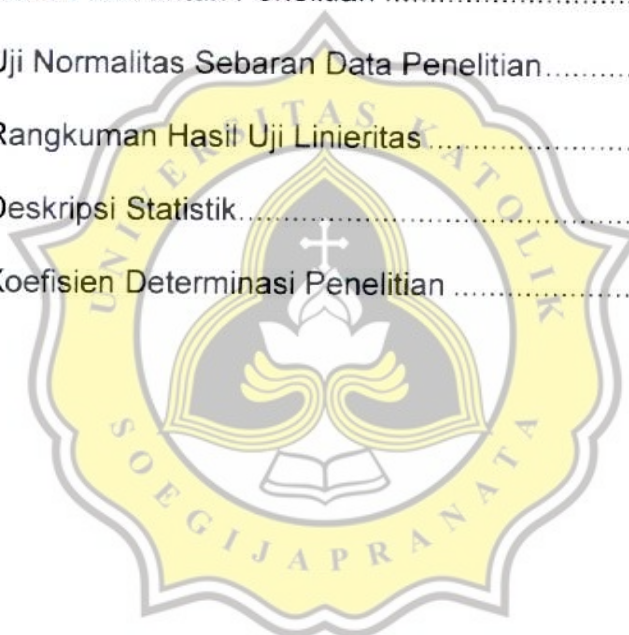 Uji Normalitas Sebaran Data Penelitian..............
Rangkuman Hasil Uji Linieritas..........................
Deskripsi Statistik...............................................
Koefisien Determinasi Penelitian .......................
UNIVERSITAS KATOLIK
SOEGIJAPRANATA